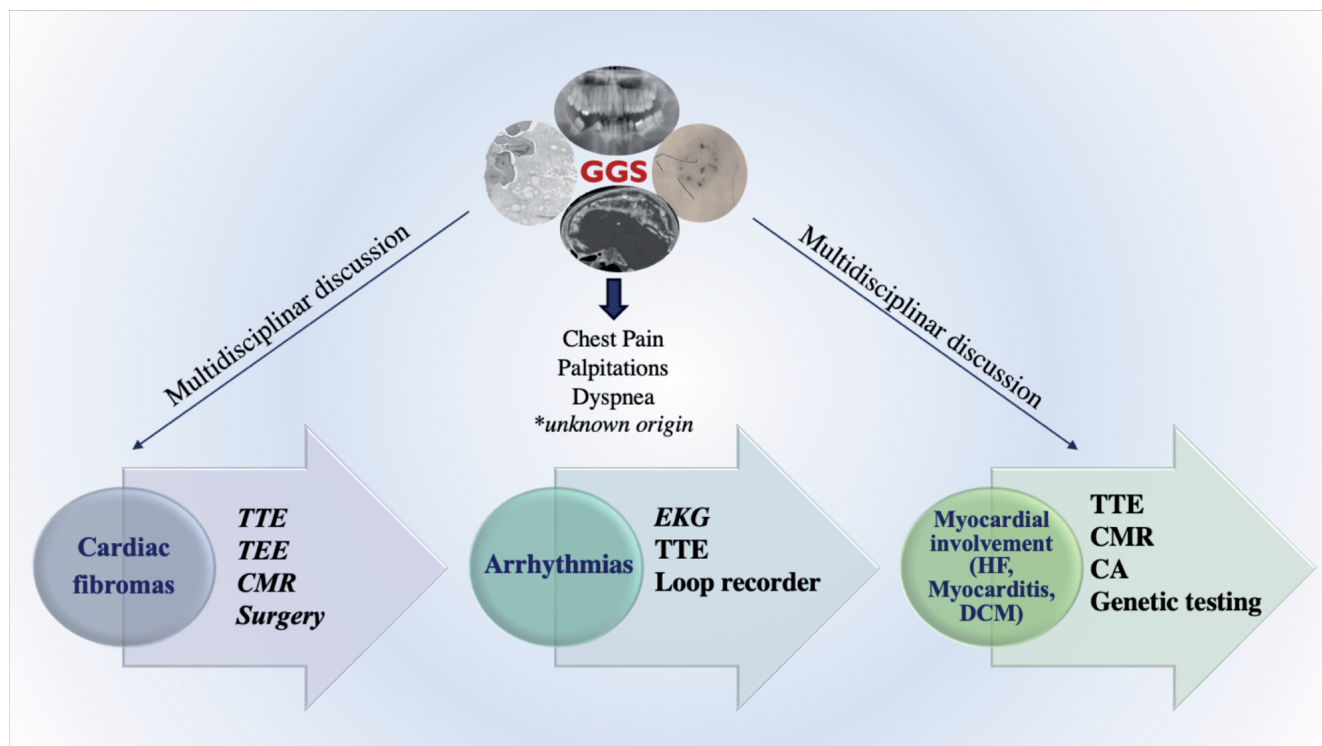 GGS
Multidisciplinar discussion
Multidisciplinar discussion
Chest Pain
Palpitations
Dyspnea
*unknown origin
Cardiac
fibromas
TTE
TEE
CMR
Surgery
Arrhythmias
EKG
TTE
Loop recorder
Myocardial
involvement
(HF,
Myocarditis,
DCM)
TTE
CMR
CA
Genetic testing